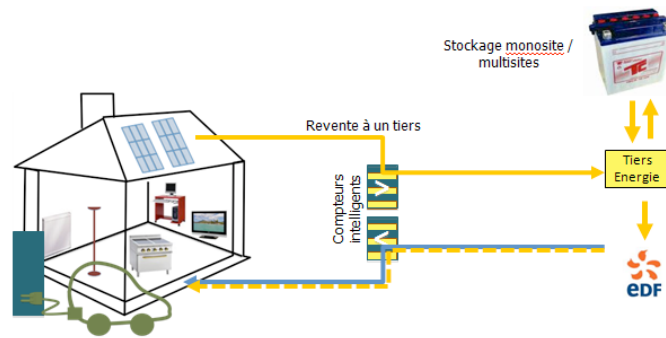 Stockage monosite /
multisites
Revente à un tiers
Compteurs
intelligents
Tiers
Energie
eDF